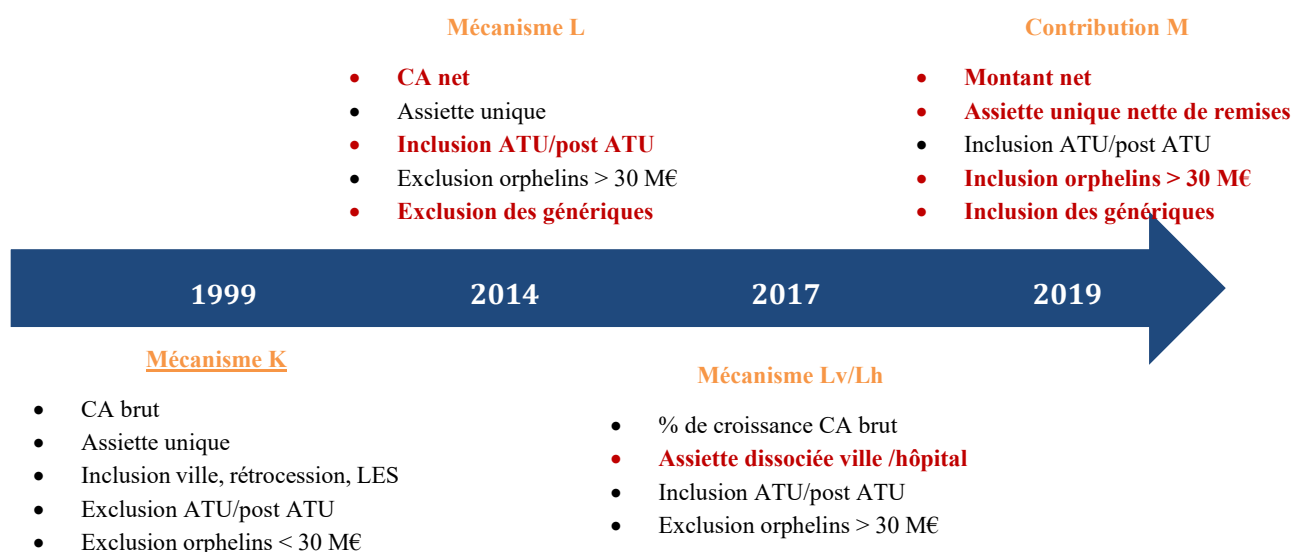 Mécanisme L
• CA net
• Assiette unique
• Inclusion ATU/post ATU
• Exclusion orphelins > 30 M€
• Exclusion des génériques
Contribution M
• Montant net
• Assiette unique nette de remises
• Inclusion ATU/post ATU
• Inclusion orphelins > 30 M€
• Inclusion des génériques
1999
2014
2017
2019
Mécanisme K
• CA brut
• Assiette unique
• Inclusion ville, rétrocession, LES
• Exclusion ATU/post ATU
• Exclusion orphelins < 30 M€
Mécanisme Lv/Lh
• % de croissance CA brut
• Assiette dissociée ville /hôpital
• Inclusion ATU/post ATU
• Exclusion orphelins > 30 M€